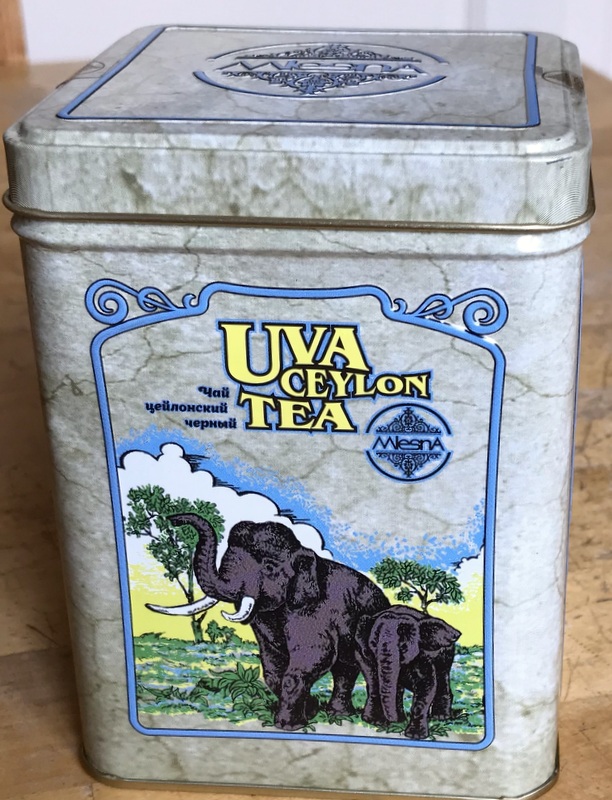 MlesnA
UVA
CEYLON
TEA
Чай
цейлонский
черный
MlesnA